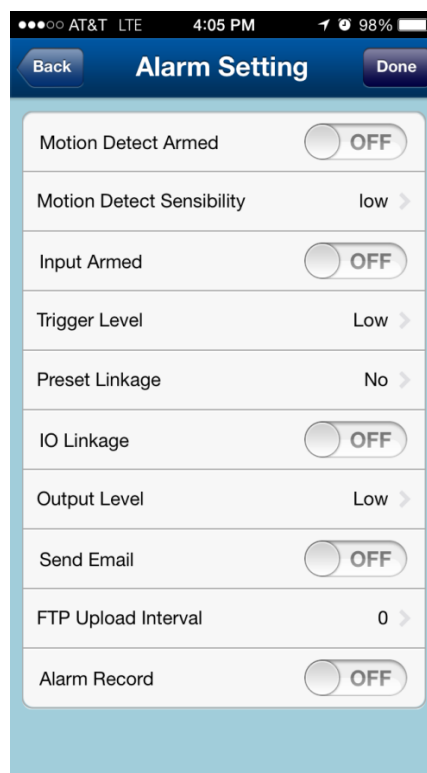 AT&T LTE 4:05 PM 98%
Back Alarm Setting Done
Motion Detect Armed OFF
Motion Detect Sensibility low
Input Armed OFF
Trigger Level Low
Preset Linkage No
IO Linkage OFF
Output Level Low
Send Email OFF
FTP Upload Interval 0
Alarm Record OFF